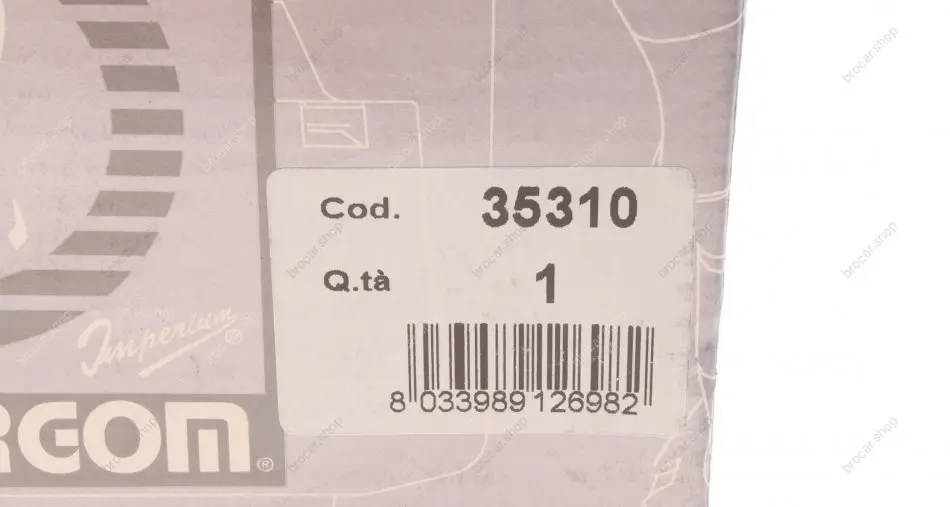 Cod. 35310
Q.tà 1
8 033989 126982
Imperium
RGOM®
brocar.shop